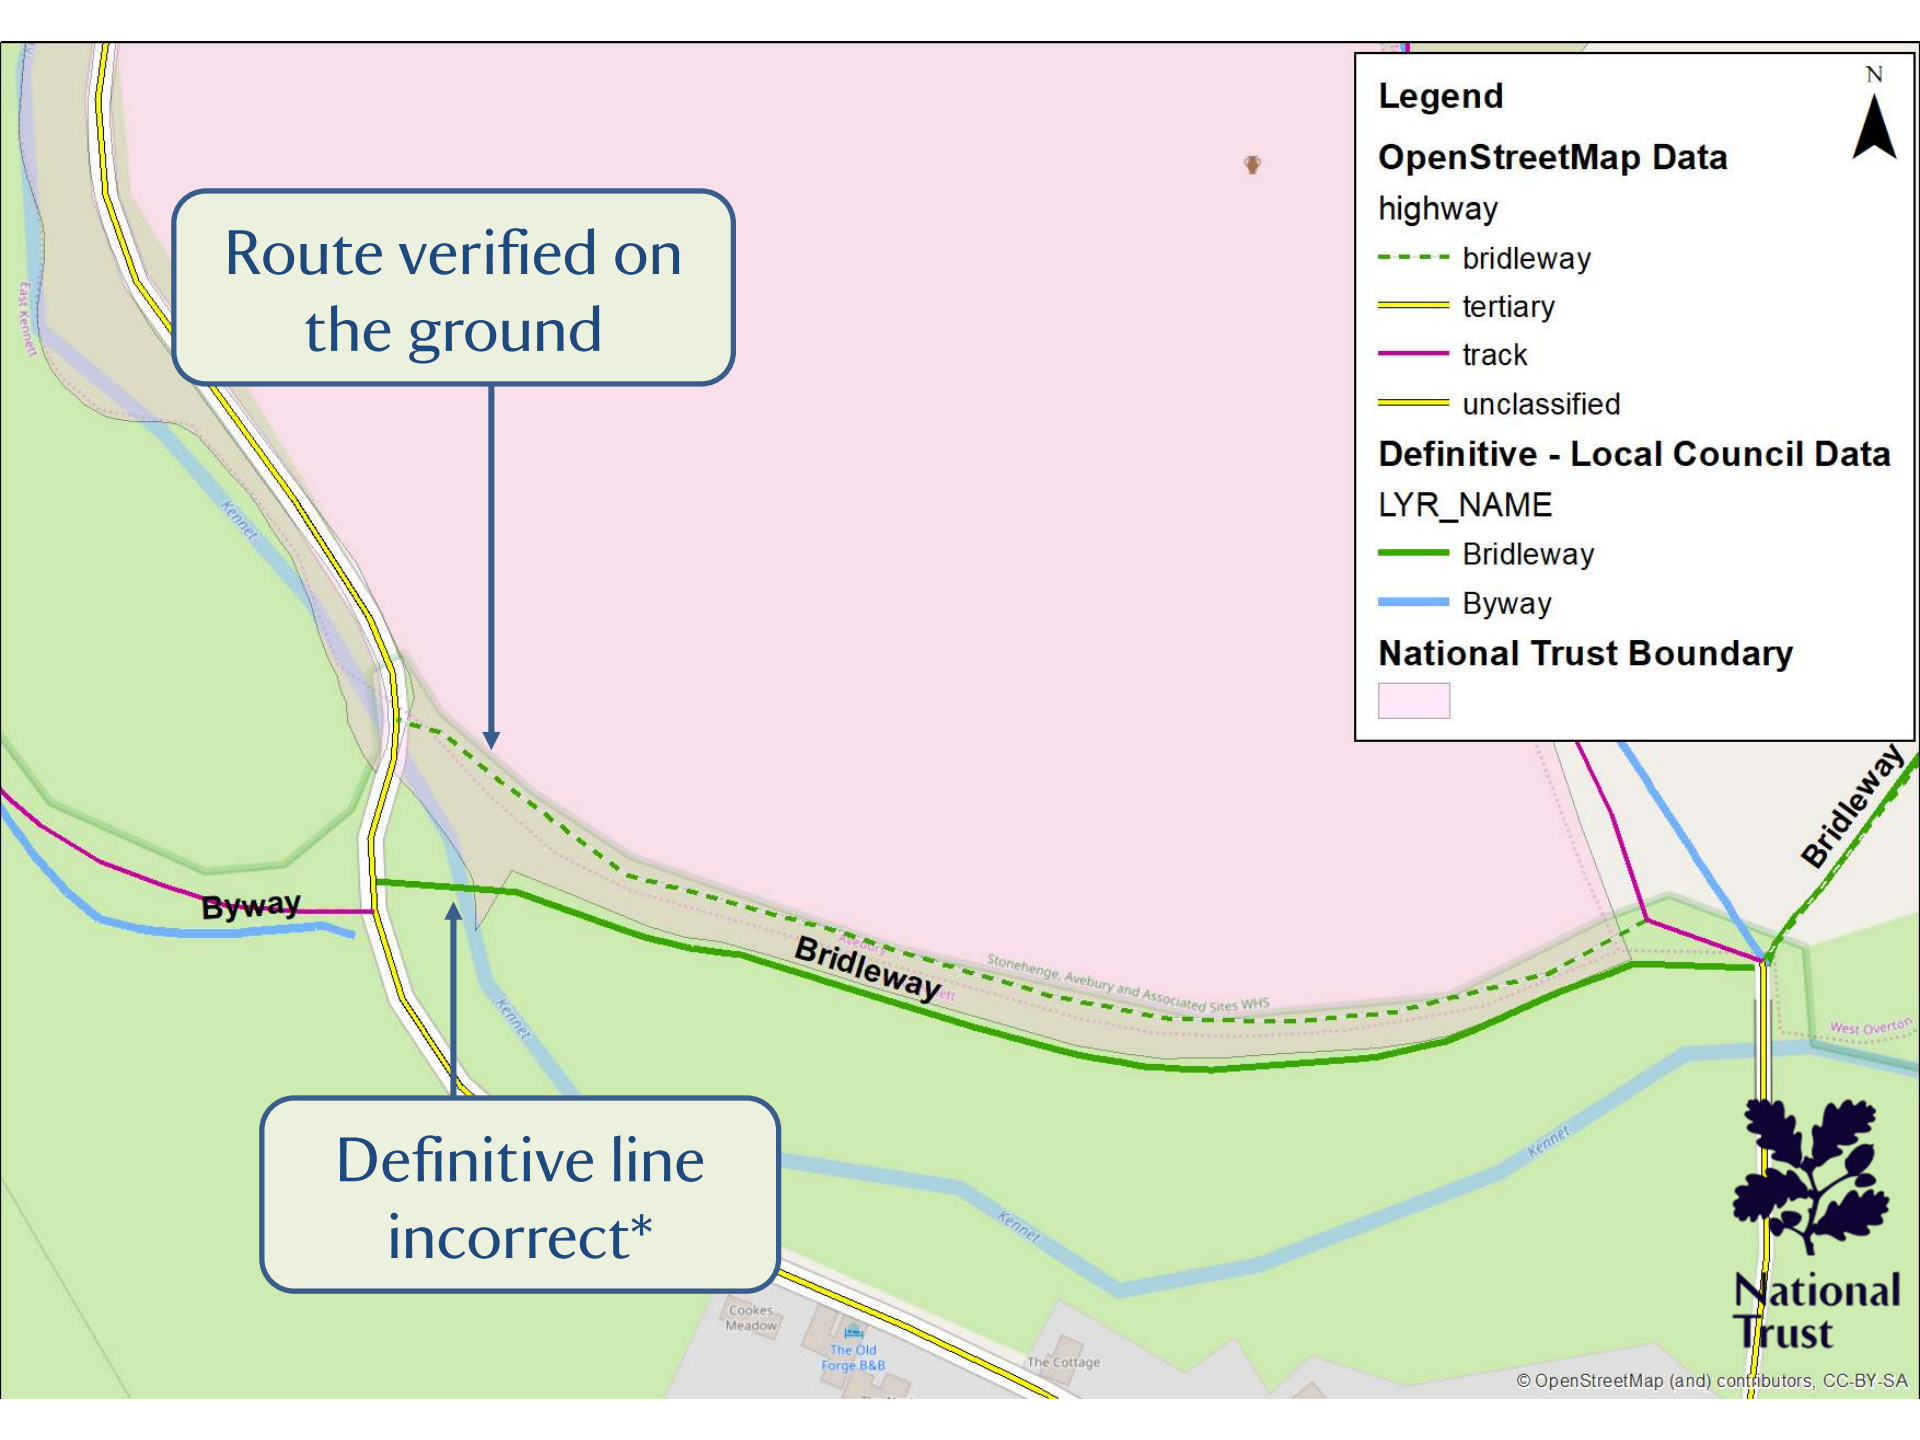 Legend
N
OpenStreetMap Data
highway
bridleway
tertiary
track
unclassified
Definitive - Local Council Data
LYR_NAME
Bridleway
Byway
National Trust Boundary
Route verified on
the ground
East Kennett
Kennet
Bridleway
Byway
Avebury
Bridleway
Stonehenge, Avebury and Associated Sites WHS
West Overton
Kennet
Definitive line
incorrect*
Kennet
Kennet
Cookes
Meadow
The Old
Forge B&B
The Cottage
National
Trust
© OpenStreetMap (and) contributors, CC-BY-SA